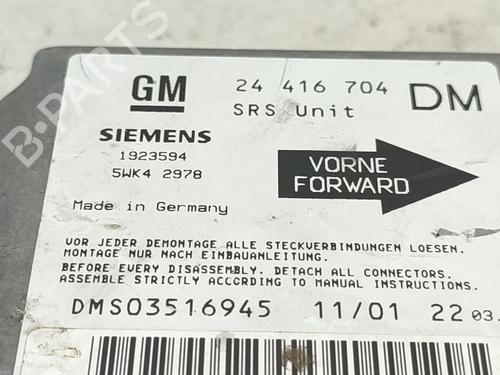 GM
24 416 704
DM
SRS Unit
SIEMENS
1923594
5WK4 2978
VORNE
FORWARD
Made in Germany
VOR JEDER DEMONTAGE ALLE STECKVERBINDUNGEN LOESEN.
MONTAGE NUR NACH EINBAUANLEITUNG.
BEFORE EVERY DISASSEMBLY, DETACH ALL CONNECTORS.
ASSEMBLE STRICTLY ACCORDING TO MANUAL INSTRUCTIONS.
DMS03516945 11/01 22 03.
B-PARTS